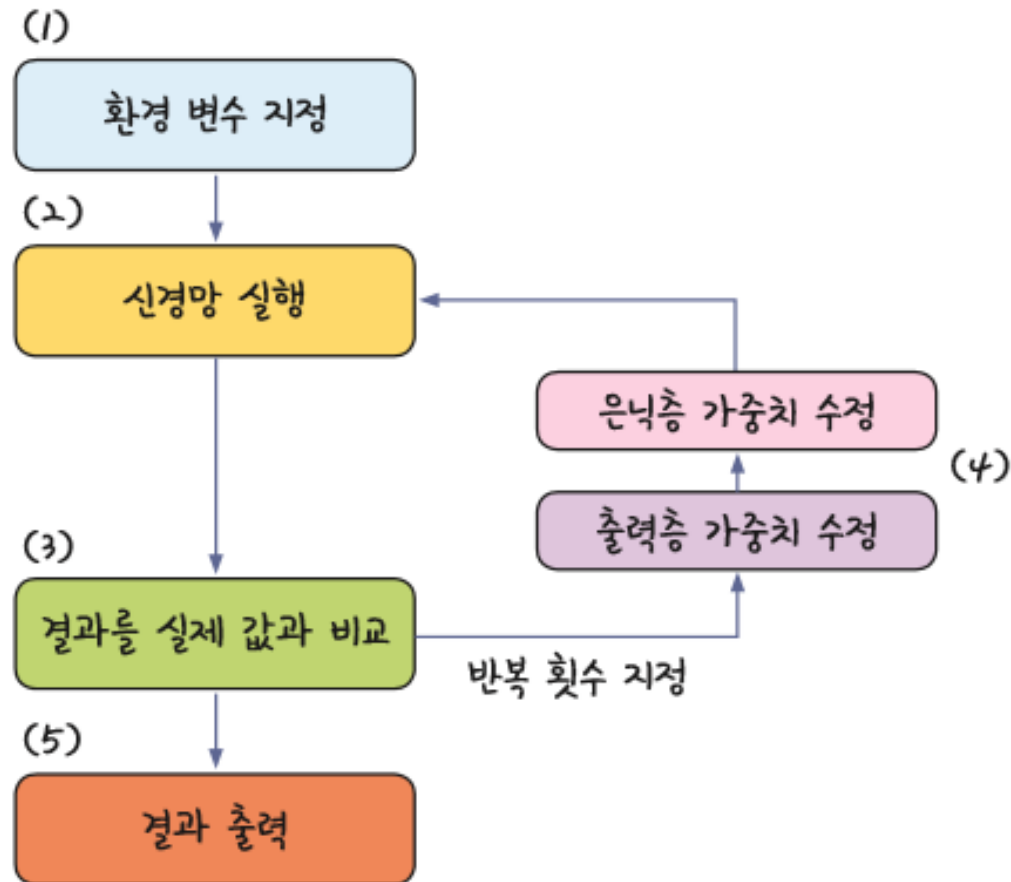 (1)
환경 변수 지정
(2)
신경망 실행
은닉층 가중치 수정
(4)
출력층 가중치 수정
(3)
결과를 실제 값과 비교
반복 횟수 지정
(5)
결과 출력